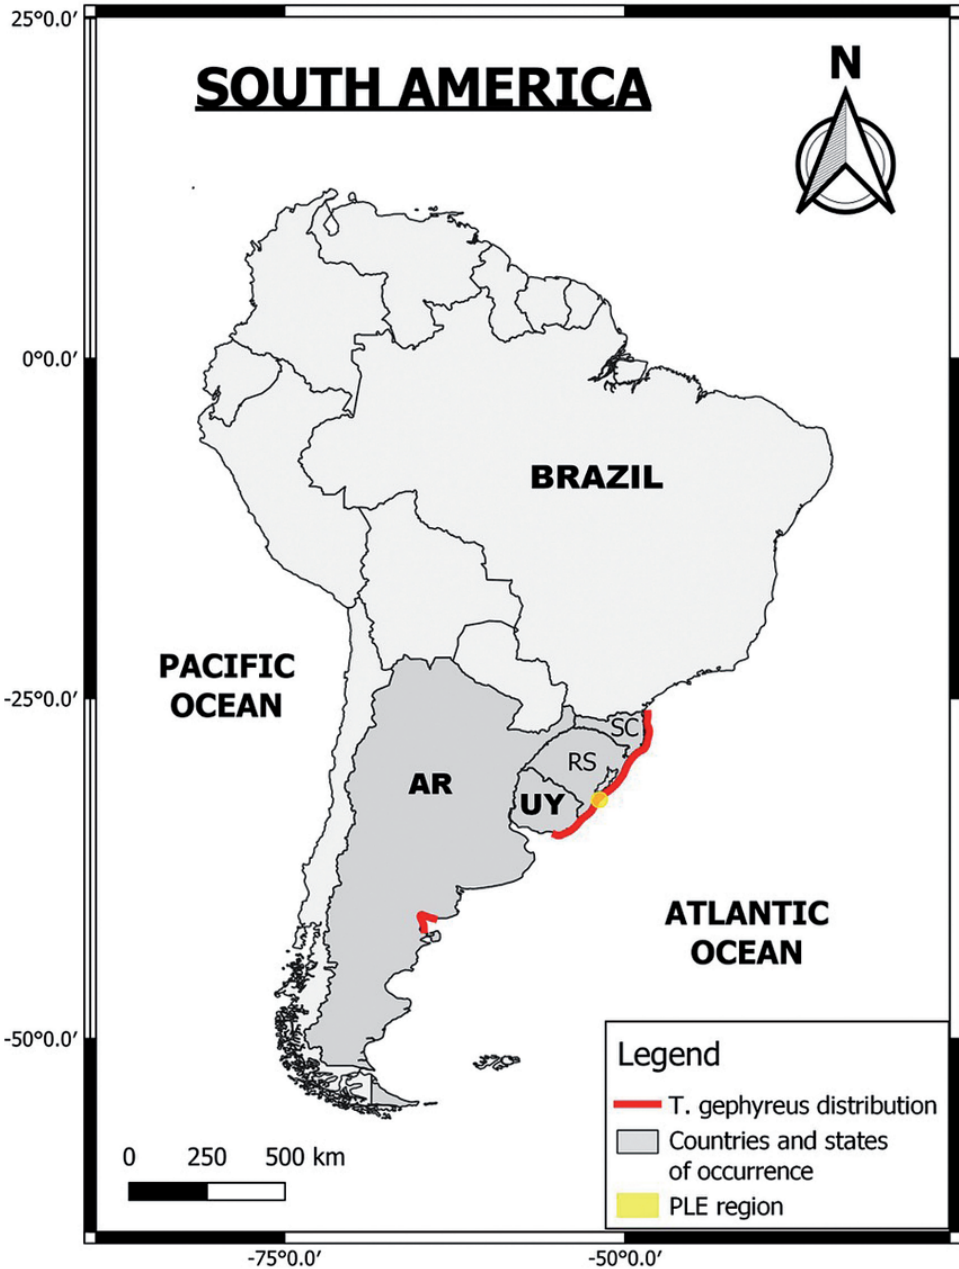 25°0.0′
SOUTH AMERICA
N
0°0.0′
BRAZIL
PACIFIC
OCEAN
-25°0.0′
SC
RS
AR
UY
ATLANTIC
OCEAN
-50°0.0′
Legend
T. gephyreus distribution
Countries and states
of occurrence
PLE region
0 250 500 km
-75°0.0′ -50°0.0′